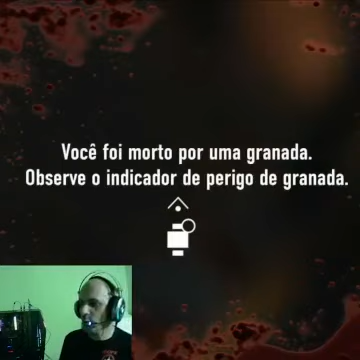 Você foi morto por uma granada.
Observe o indicador de perigo de granada.